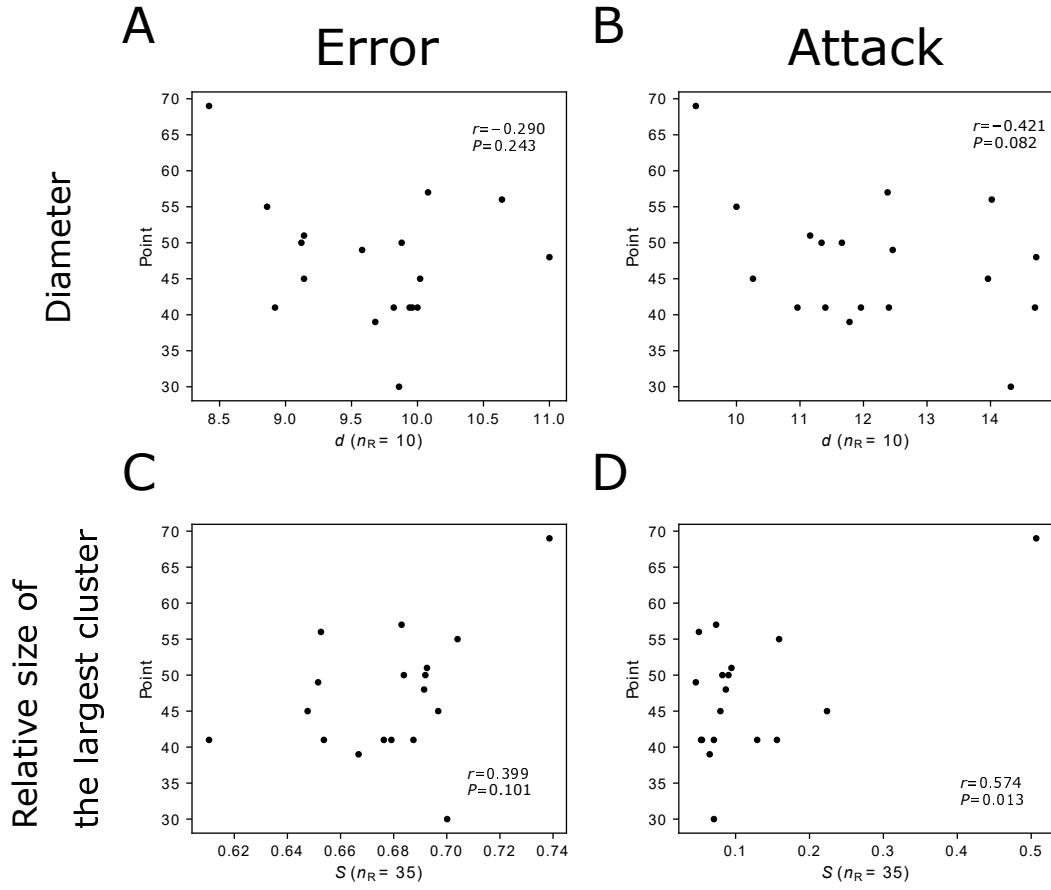 A
Error
B
Attack
Diameter
70
65
60
55
50
45
40
35
30
Point
r=−0.290
P=0.243
8.5
9.0
9.5
10.0
10.5
11.0
d (nR = 10)
70
65
60
55
50
45
40
35
30
Point
r=−0.421
P=0.082
10
11
12
13
14
d (nR = 10)
C
D
Relative size of
the largest cluster
70
65
60
55
50
45
40
35
30
Point
r=0.399
P=0.101
0.62
0.64
0.66
0.68
0.70
0.72
0.74
S (nR = 35)
70
65
60
55
50
45
40
35
30
Point
r=0.574
P=0.013
0.1
0.2
0.3
0.4
0.5
S (nR = 35)